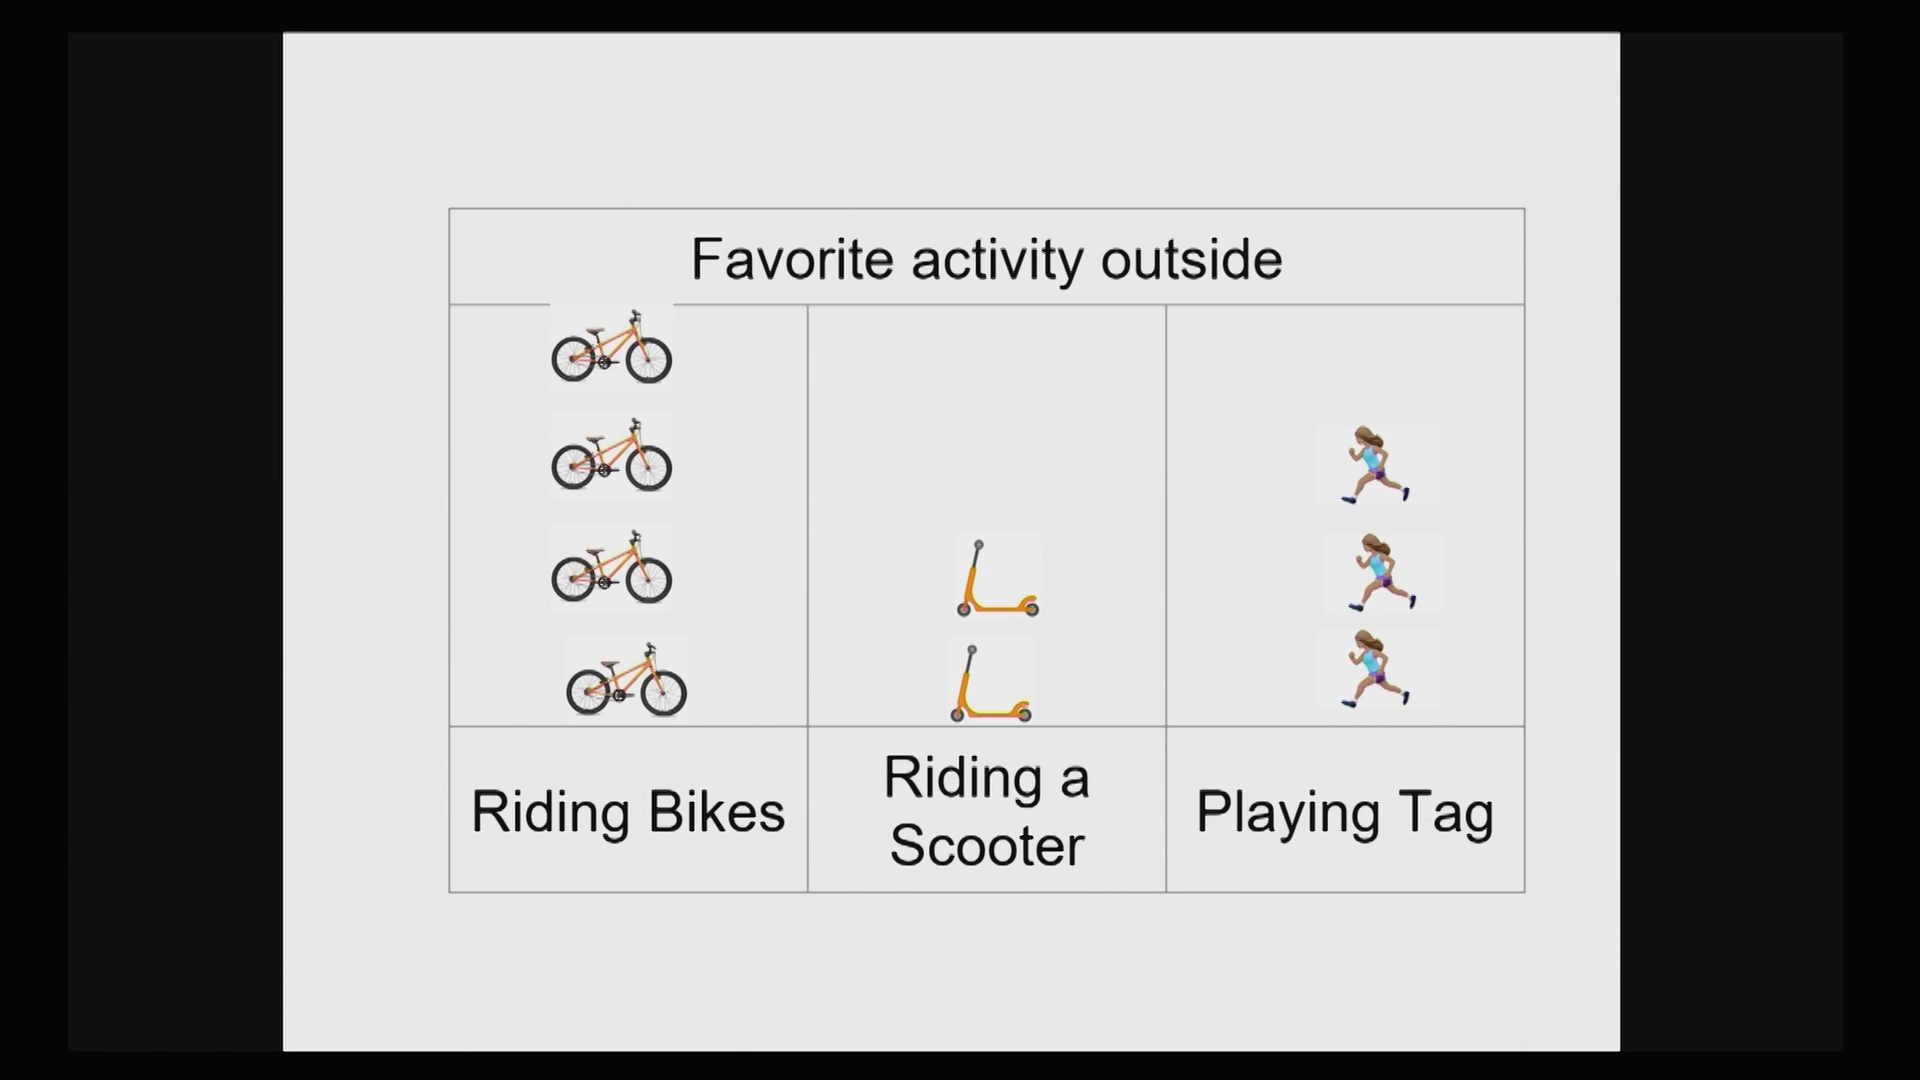 Favorite activity outside
Riding Bikes
Riding a
Scooter
Playing Tag